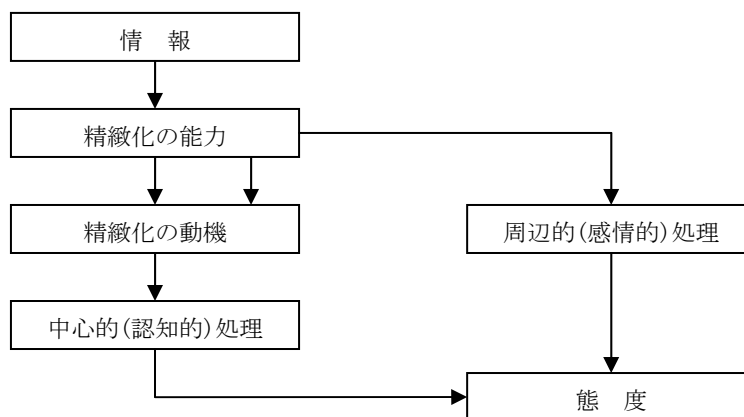 情　報
精緻化の能力
精緻化の動機
周辺的(感情的)処理
中心的(認知的)処理
態　度